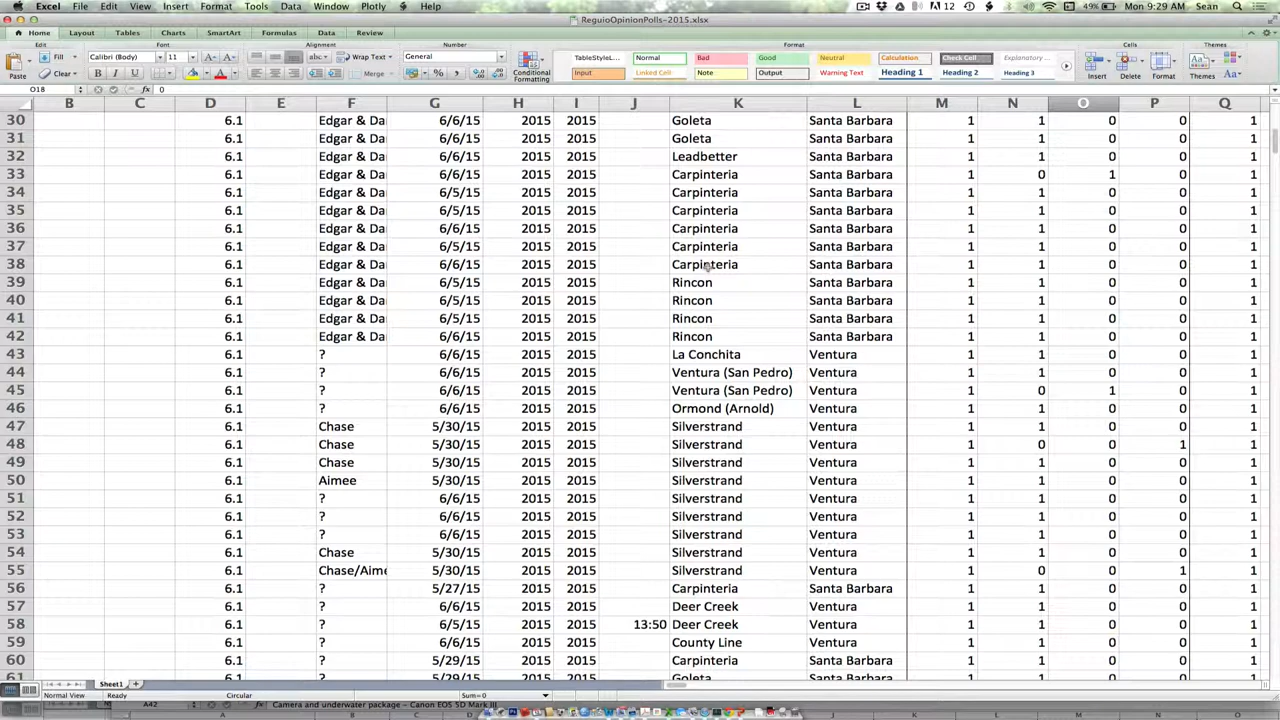 Excel File Edit View Insert Format Tools Data Window Plotly Help 12 49% Mon 9:29 AM Sean
ReguioOpinionPolls-2015.xlsx
Home Layout Tables Charts SmartArt Formulas Data Review
Edit Font Alignment Number Format Cells Themes
Paste Fill Calibri (Body) 11 abc Wrap Text General Conditional Formatting TableStyleL... Normal Bad Good Neutral Calculation Check Cell Explanatory ... Insert Delete Format Themes Aa
Clear B I U A Merge % Input Linked Cell Note Output Warning Text Heading 1 Heading 2 Heading 3
O18 fx 0
B C D E F G H I J K L M N O P Q
30 6.1 Edgar & Da 6/6/15 2015 2015 Goleta Santa Barbara 1 1 0 0 1
31 6.1 Edgar & Da 6/6/15 2015 2015 Goleta Santa Barbara 1 1 0 0 1
32 6.1 Edgar & Da 6/6/15 2015 2015 Leadbetter Santa Barbara 1 1 0 0 1
33 6.1 Edgar & Da 6/6/15 2015 2015 Carpinteria Santa Barbara 1 0 1 0 1
34 6.1 Edgar & Da 6/5/15 2015 2015 Carpinteria Santa Barbara 1 1 0 0 1
35 6.1 Edgar & Da 6/5/15 2015 2015 Carpinteria Santa Barbara 1 1 0 0 1
36 6.1 Edgar & Da 6/6/15 2015 2015 Carpinteria Santa Barbara 1 1 0 0 1
37 6.1 Edgar & Da 6/5/15 2015 2015 Carpinteria Santa Barbara 1 1 0 0 1
38 6.1 Edgar & Da 6/6/15 2015 2015 Carpinteria Santa Barbara 1 1 0 0 1
39 6.1 Edgar & Da 6/5/15 2015 2015 Rincon Santa Barbara 1 1 0 0 1
40 6.1 Edgar & Da 6/5/15 2015 2015 Rincon Santa Barbara 1 1 0 0 1
41 6.1 Edgar & Da 6/5/15 2015 2015 Rincon Santa Barbara 1 1 0 0 1
42 6.1 Edgar & Da 6/6/15 2015 2015 Rincon Santa Barbara 1 1 0 0 1
43 6.1 ? 6/6/15 2015 2015 La Conchita Ventura 1 1 0 0 1
44 6.1 ? 6/6/15 2015 2015 Ventura (San Pedro) Ventura 1 1 0 0 1
45 6.1 ? 6/6/15 2015 2015 Ventura (San Pedro) Ventura 1 0 1 0 1
46 6.1 ? 6/6/15 2015 2015 Ormond (Arnold) Ventura 1 1 0 0 1
47 6.1 Chase 5/30/15 2015 2015 Silverstrand Ventura 1 1 0 0 1
48 6.1 Chase 5/30/15 2015 2015 Silverstrand Ventura 1 0 0 1 1
49 6.1 Chase 5/30/15 2015 2015 Silverstrand Ventura 1 1 0 0 1
50 6.1 Aimee 5/30/15 2015 2015 Silverstrand Ventura 1 1 0 0 1
51 6.1 ? 6/6/15 2015 2015 Silverstrand Ventura 1 1 0 0 1
52 6.1 ? 6/6/15 2015 2015 Silverstrand Ventura 1 1 0 0 1
53 6.1 ? 6/6/15 2015 2015 Silverstrand Ventura 1 1 0 0 1
54 6.1 Chase 5/30/15 2015 2015 Silverstrand Ventura 1 1 0 0 1
55 6.1 Chase/Aime 5/30/15 2015 2015 Silverstrand Ventura 1 0 0 1 1
56 6.1 ? 5/27/15 2015 2015 Carpinteria Santa Barbara 1 1 0 0 1
57 6.1 ? 6/6/15 2015 2015 Deer Creek Ventura 1 1 0 0 1
58 6.1 ? 6/5/15 2015 2015 13:50 Deer Creek Ventura 1 1 0 0 1
59 6.1 ? 6/6/15 2015 2015 County Line Ventura 1 1 0 0 1
60 6.1 ? 5/29/15 2015 2015 Carpinteria Santa Barbara 1 1 0 0 1
61 6.1 ? 5/29/15 2015 2015 Goleta Santa Barbara 1 1 0 0 1
Sheet1 +
Normal View Ready Circular Sum=0
A42 Camera and underwater package - Canon EOS 5D Mark III